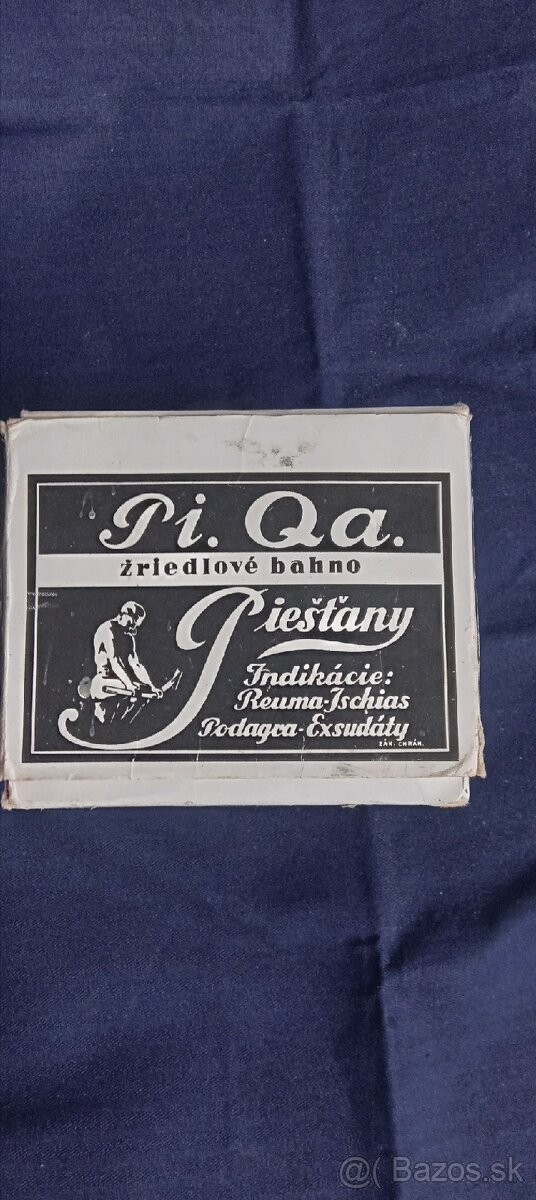 Pi. Qa.
žriedlové bahno
Piešťany
Indikácie:
Reuma-Ischias
Podagra-Exsudáty
ZÁK. CHRÁN.
@( Bazos.sk